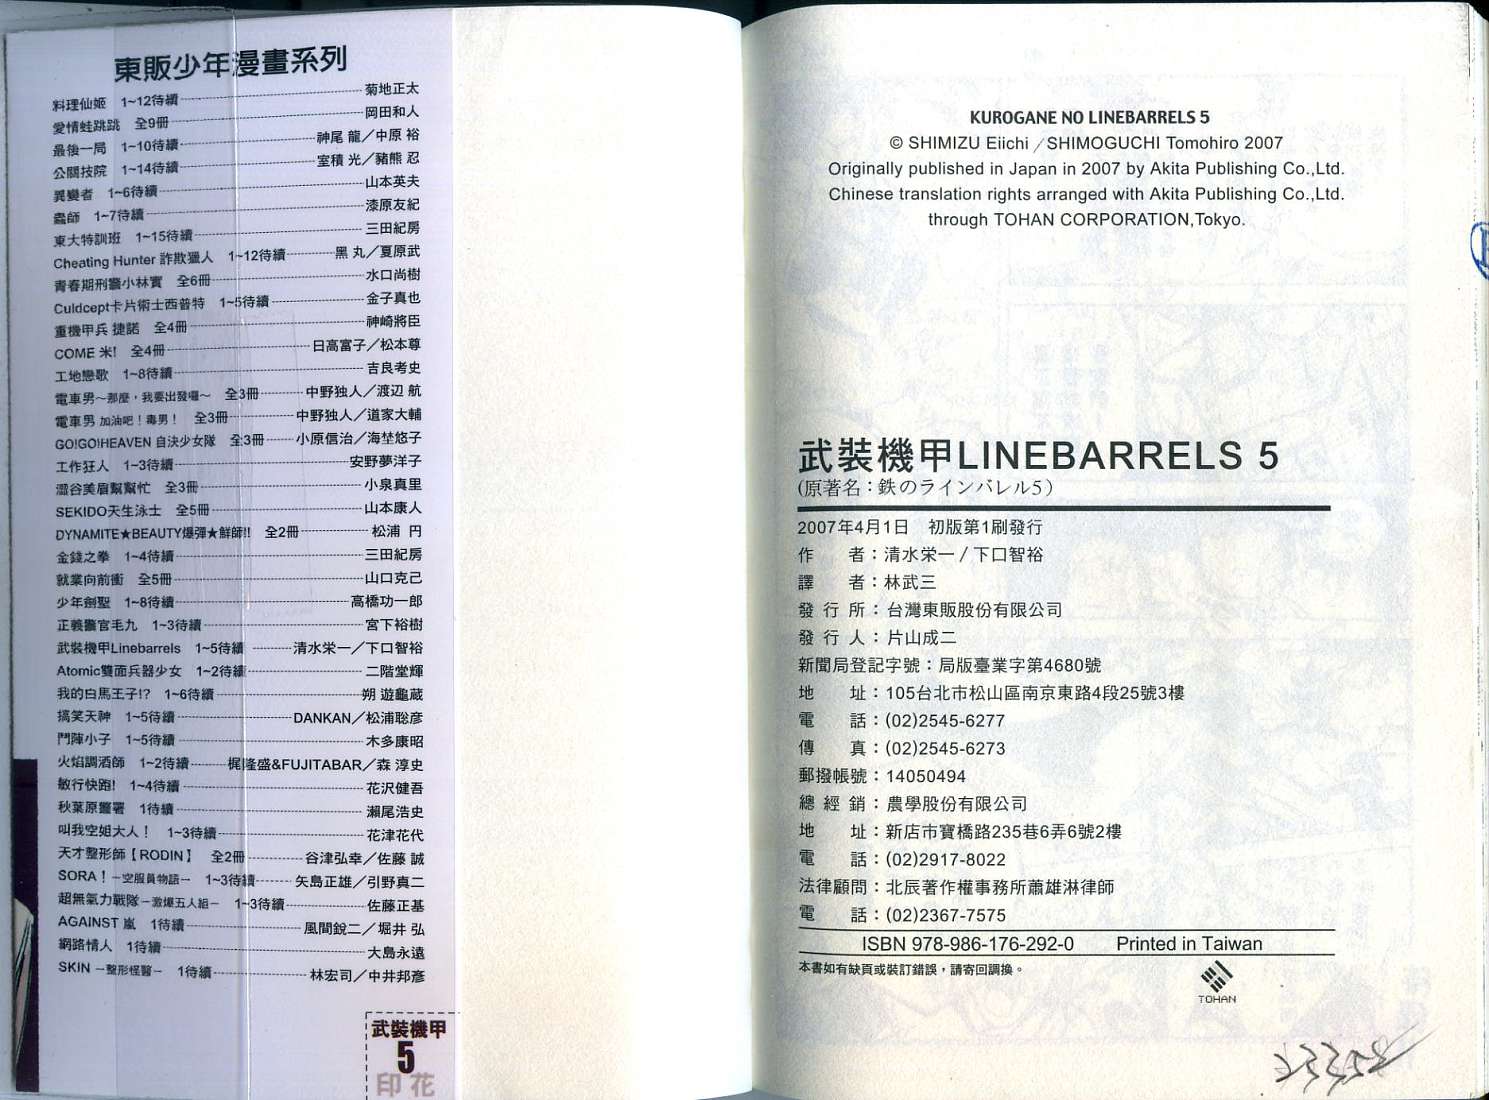 東販少年漫畫系列
料理仙姬 1~12待續 菊地正太
愛情蛙跳跳 全9冊 岡田和人
最後一局 1~10待續 神尾 龍／中原 裕
公關技院 1~14待續 室積 光／豬熊 忍
異變者 1~6待續 山本英夫
蟲師 1~7待續 漆原友紀
東大特訓班 1~15待續 三田紀房
Cheating Hunter 詐欺獵人 1~12待續 黑 丸／夏原武
青春期刑警小林實 全6冊 水口尚樹
Culdcept卡片術士西普特 1~5待續 金子真也
重機甲兵 捷諾 全4冊 神崎將臣
COME 米! 全4冊 日高富子／松本尊
工地戀歌 1~8待續 吉良考史
電車男～那麼，我要出發囉～ 全3冊 中野独人／渡辺 航
電車男 加油吧！毒男！ 全3冊 中野独人／道家大輔
GO!GO!HEAVEN 自決少女隊 全3冊 小原信治／海埜悠子
工作狂人 1~3待續 安野夢洋子
澀谷美眉幫幫忙 全3冊 小泉真里
SEKIDO天生泳士 全5冊 山本康人
DYNAMITE★BEAUTY爆彈★鮮師!! 全2冊 松浦 円
金錢之拳 1~4待續 三田紀房
就業向前衝 全5冊 山口克己
少年劍聖 1~8待續 高橋功一郎
正義警官毛九 1~3待續 宮下裕樹
武裝機甲Linebarrels 1~5待續 清水栄一／下口智裕
Atomic雙面兵器少女 1~2待續 二階堂輝
我的白馬王子!? 1~6待續 朔 遊龜蔵
搞笑天神 1~5待續 DANKAN／松浦聡彦
鬥陣小子 1~5待續 木多康昭
火焰調酒師 1~2待續 梶隆盛&FUJITABAR／森 淳史
敏行快跑! 1~4待續 花沢健吾
秋葉原警署 1待續 瀨尾浩史
叫我空姐大人！ 1~3待續 花津花代
天才整形師【RODIN】 全2冊 谷津弘幸／佐藤 誠
SORA！－空服員物語－ 1~3待續 矢島正雄／引野真二
超無氣力戰隊－激爆五人組－ 1~3待續 佐藤正基
AGAINST 嵐 1待續 風間銳二／堀井 弘
網路情人 1待續 大島永遠
SKIN －整形怪醫－ 1待續 林宏司／中井邦彥
武裝機甲
5
印花
KUROGANE NO LINEBARRELS 5
© SHIMIZU Eiichi／SHIMOGUCHI Tomohiro 2007
Originally published in Japan in 2007 by Akita Publishing Co.,Ltd.
Chinese translation rights arranged with Akita Publishing Co.,Ltd.
through TOHAN CORPORATION,Tokyo.
武裝機甲LINEBARRELS 5
(原著名：鉄のラインバレル5)
2007年4月1日 初版第1刷發行
作 者：清水栄一／下口智裕
譯 者：林武三
發 行 所：台灣東販股份有限公司
發 行 人：片山成二
新聞局登記字號：局版臺業字第4680號
地 址：105台北市松山區南京東路4段25號3樓
電 話：(02)2545-6277
傳 真：(02)2545-6273
郵撥帳號：14050494
總 經 銷：農學股份有限公司
地 址：新店市寶橋路235巷6弄6號2樓
電 話：(02)2917-8022
法律顧問：北辰著作權事務所蕭雄淋律師
電 話：(02)2367-7575
ISBN 978-986-176-292-0 Printed in Taiwan
本書如有缺頁或裝訂錯誤，請寄回調換。
TOHAN